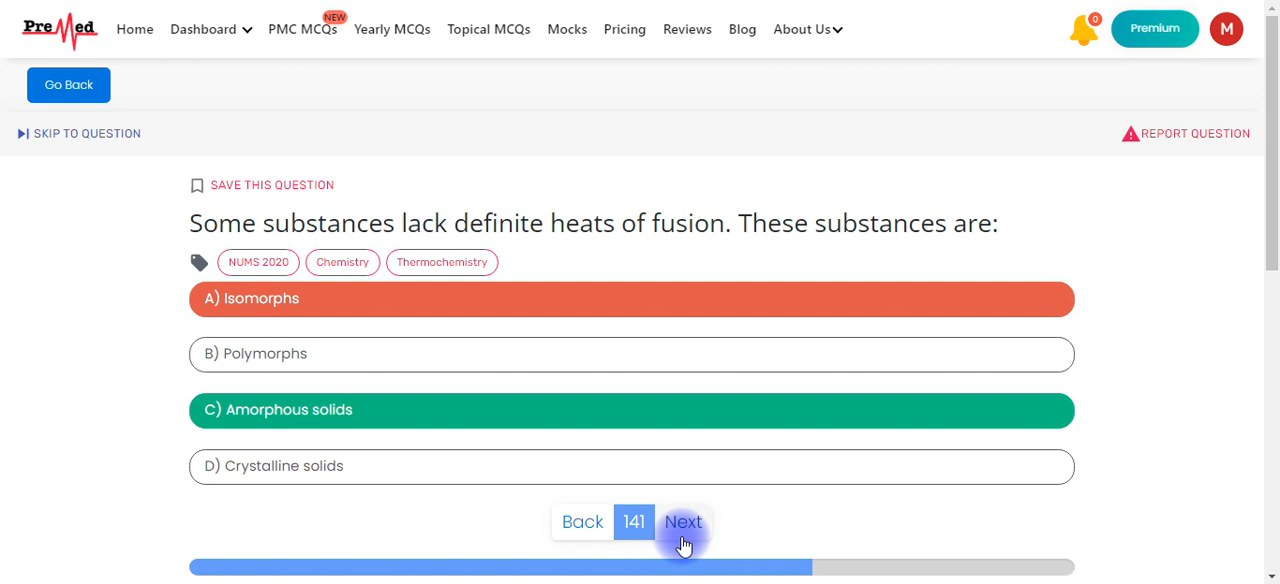 Pre Med
Home
Dashboard
PMC MCQs
NEW
Yearly MCQs
Topical MCQs
Mocks
Pricing
Reviews
Blog
About Us
0
Premium
M
Go Back
SKIP TO QUESTION
REPORT QUESTION
SAVE THIS QUESTION
Some substances lack definite heats of fusion. These substances are:
NUMS 2020
Chemistry
Thermochemistry
A) Isomorphs
B) Polymorphs
C) Amorphous solids
D) Crystalline solids
Back 141 Next